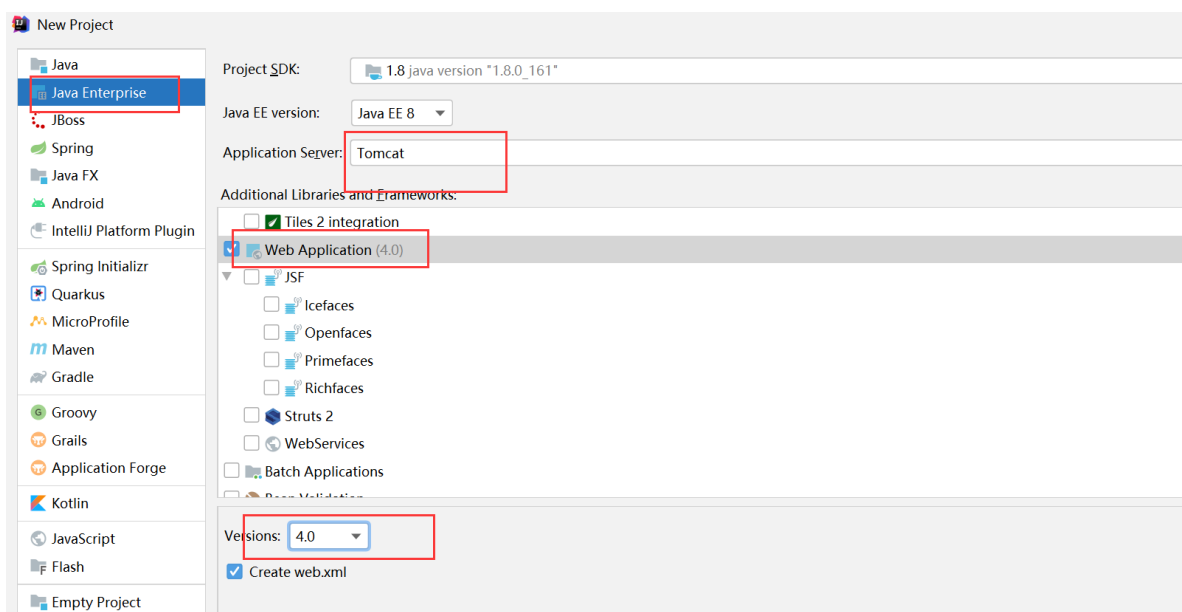 New Project
Java
Java Enterprise
JBoss
Spring
Java FX
Android
IntelliJ Platform Plugin
Spring Initializr
Quarkus
MicroProfile
Maven
Gradle
Groovy
Grails
Application Forge
Kotlin
JavaScript
Flash
Empty Project
Project SDK: 1.8 java version "1.8.0_161"
Java EE version: Java EE 8
Application Server: Tomcat
Additional Libraries and Frameworks:
Tiles 2 integration
Web Application (4.0)
JSF
Icefaces
Openfaces
Primefaces
Richfaces
Struts 2
WebServices
Batch Applications
Bean Validation
Versions: 4.0
Create web.xml